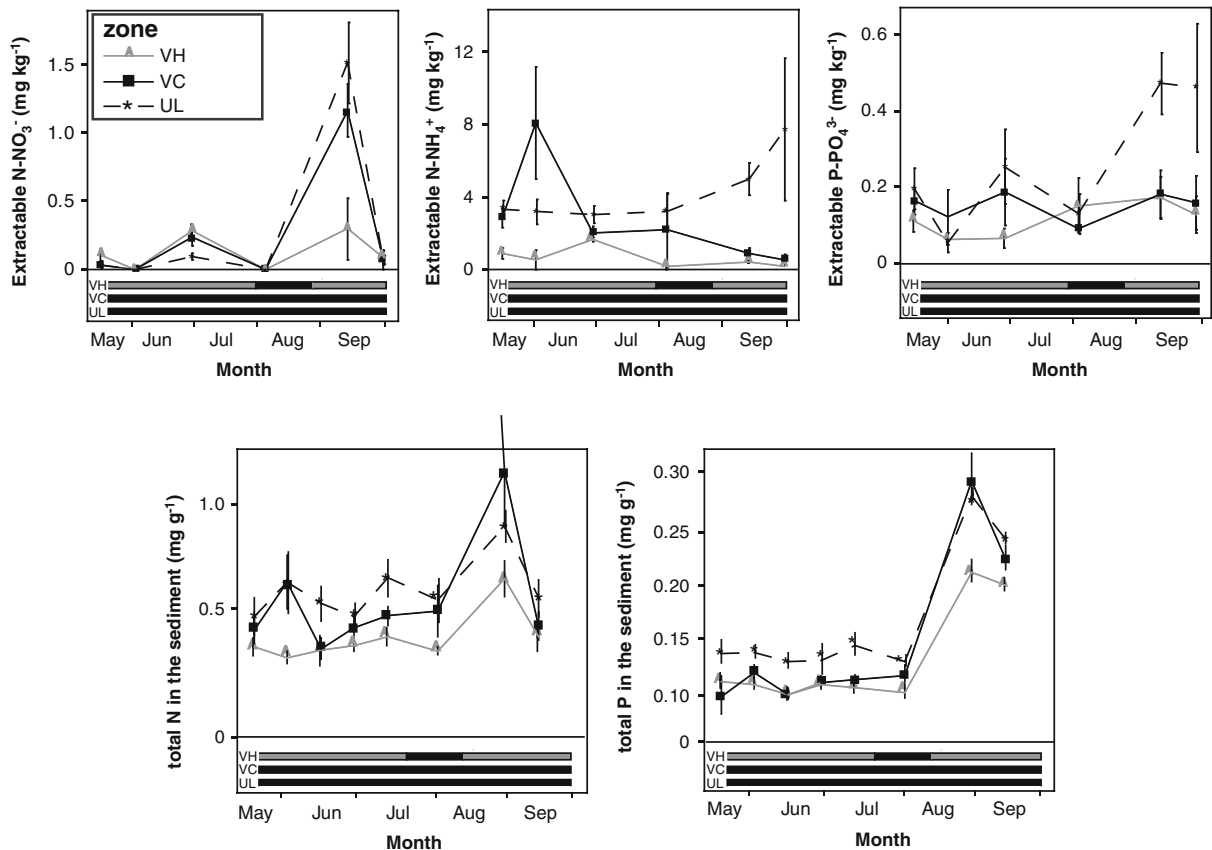 zone
VH
VC
UL
Extractable N-NO₃⁻ (mg kg⁻¹)
1.5
1.0
0.5
0
VH
VC
UL
May Jun Jul Aug Sep
Month
Extractable N-NH₄⁺ (mg kg⁻¹)
12
8
4
0
VH
VC
UL
May Jun Jul Aug Sep
Month
Extractable P-PO₄³⁻ (mg kg⁻¹)
0.6
0.4
0.2
0
VH
VC
UL
May Jun Jul Aug Sep
Month
total N in the sediment (mg g⁻¹)
1.0
0.5
0
VH
VC
UL
May Jun Jul Aug Sep
Month
total P in the sediment (mg g⁻¹)
0.30
0.25
0.20
0.15
0.10
0
VH
VC
UL
May Jun Jul Aug Sep
Month